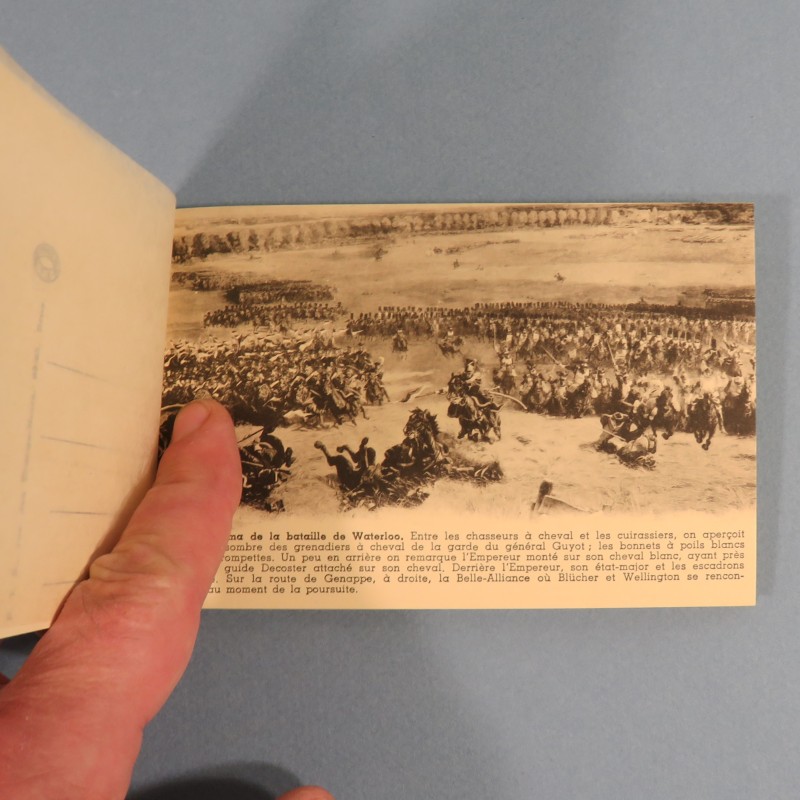 de la bataille de Waterloo. Entre les chasseurs à cheval et les cuirassiers, on aperçoit
sombre des grenadiers à cheval de la garde du général Guyot ; les bonnets à poils blancs
ompettes. Un peu en arrière on remarque l'Empereur monté sur son cheval blanc, ayant près
guide Decoster attaché sur son cheval. Derrière l'Empereur, son état-major et les escadrons
. Sur la route de Genappe, à droite, la Belle-Alliance où Blücher et Wellington se rencon-
au moment de la poursuite.